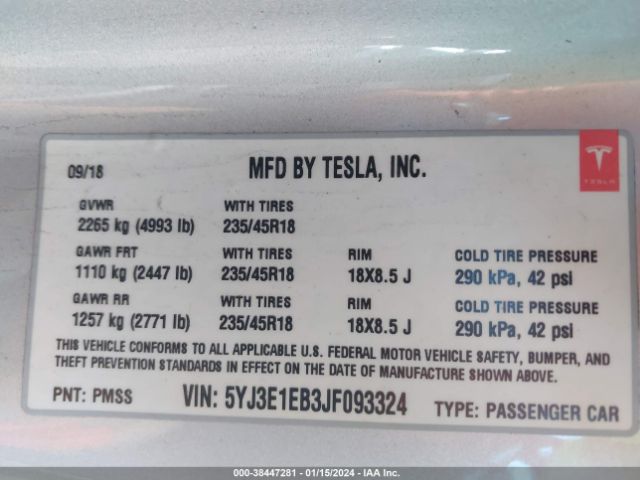 09/18 MFD BY TESLA, INC.
TESLA
GVWR WITH TIRES
2265 kg (4993 lb) 235/45R18
GAWR FRT WITH TIRES RIM COLD TIRE PRESSURE
1110 kg (2447 lb) 235/45R18 18X8.5 J 290 kPa, 42 psi
GAWR RR WITH TIRES RIM COLD TIRE PRESSURE
1257 kg (2771 lb) 235/45R18 18X8.5 J 290 kPa, 42 psi
THIS VEHICLE CONFORMS TO ALL APPLICABLE U.S. FEDERAL MOTOR VEHICLE SAFETY, BUMPER, AND
THEFT PREVENTION STANDARDS IN EFFECT ON THE DATE OF MANUFACTURE SHOWN ABOVE.
PNT: PMSS VIN: 5YJ3E1EB3JF093324 TYPE: PASSENGER CAR
000-38447281 - 01/15/2024 - IAA Inc.